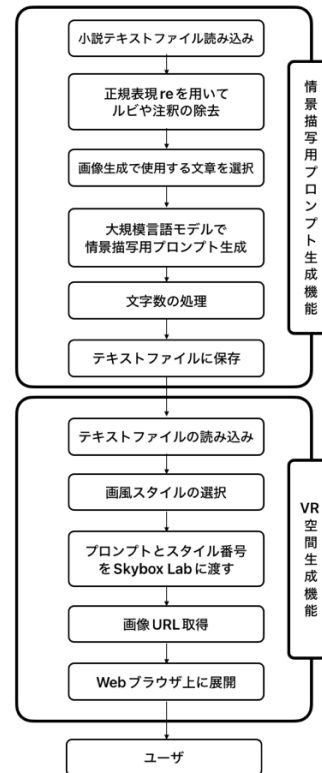 小説テキストファイル読み込み
正規表現reを用いて
ルビや注釈の除去
画像生成で使用する文章を選択
大規模言語モデルで
情景描写用プロンプト生成
文字数の処理
テキストファイルに保存
情景描写用プロンプト生成機能
テキストファイルの読み込み
画風スタイルの選択
プロンプトとスタイル番号
をSkybox Labに渡す
画像URL取得
Webブラウザ上に展開
VR空間生成機能
ユーザ